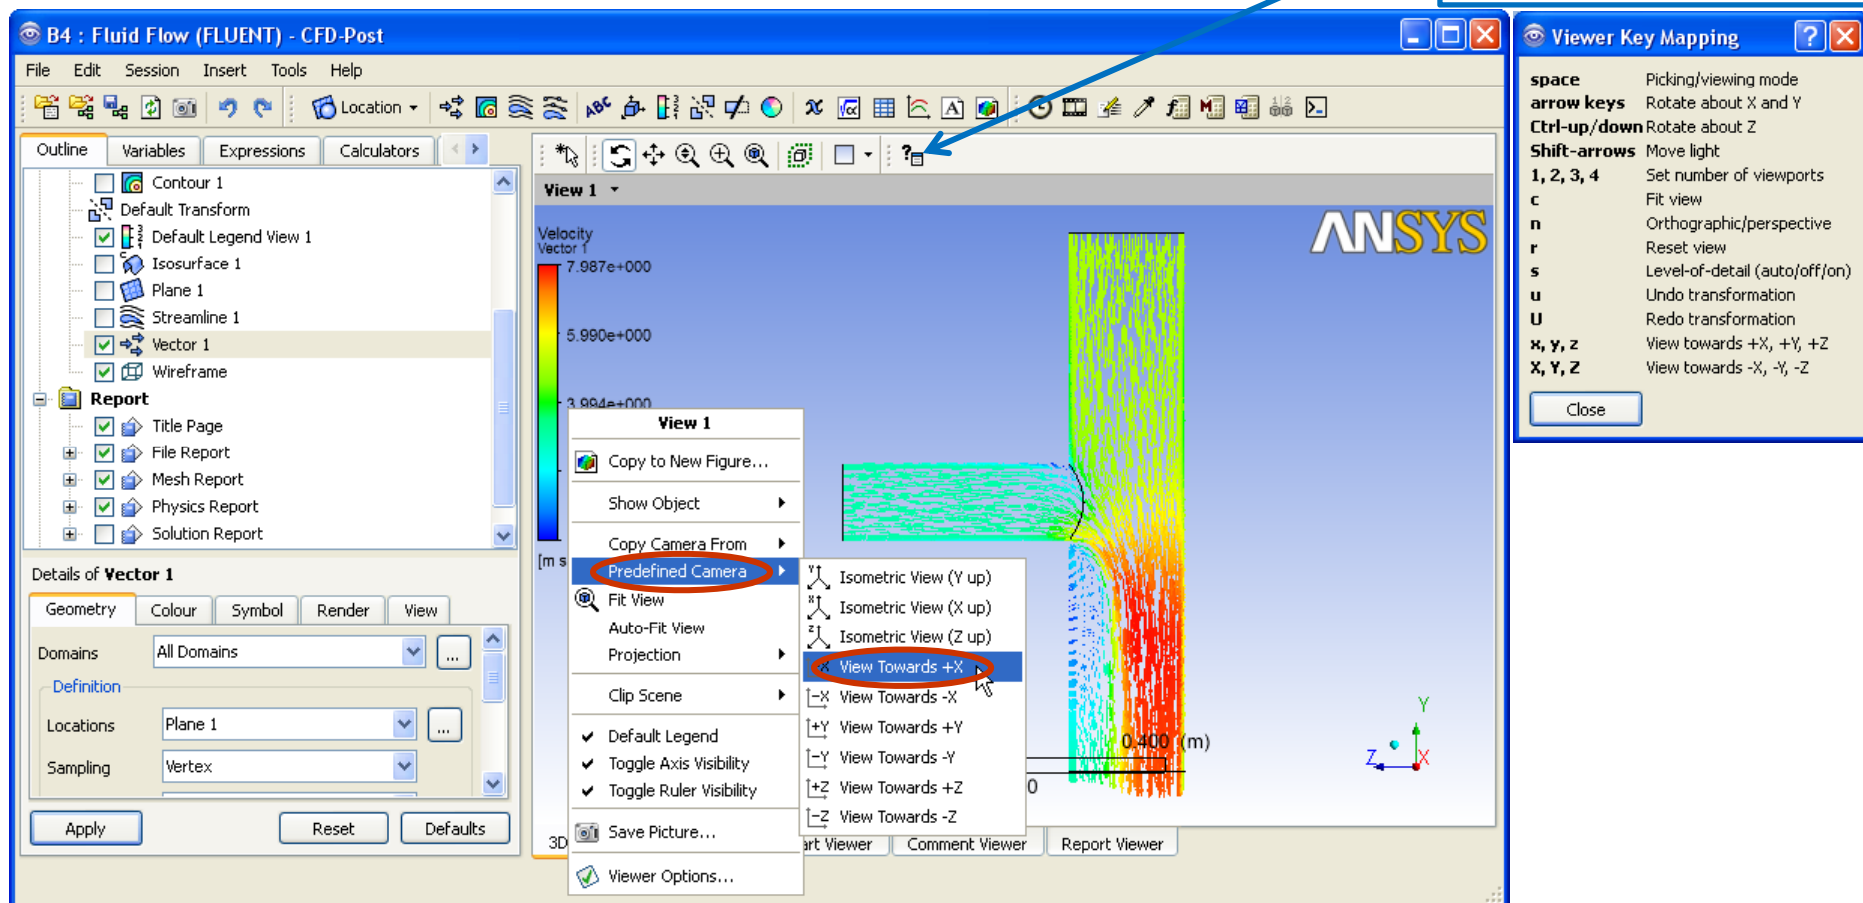 B4 : Fluid Flow (FLUENT) - CFD-Post
File Edit Session Insert Tools Help
Location
Outline Variables Expressions Calculators
Contour 1
Default Transform
Default Legend View 1
Isosurface 1
Plane 1
Streamline 1
Vector 1
Wireframe
Report
Title Page
File Report
Mesh Report
Physics Report
Solution Report
Details of Vector 1
Geometry Colour Symbol Render View
Domains All Domains ...
Definition
Locations Plane 1 ...
Sampling Vertex
Apply Reset Defaults
View 1
ANSYS
Velocity
Vector 1
7.987e+000
5.990e+000
3.994e+000
[m s
View 1
Copy to New Figure...
Show Object
Copy Camera From
Predefined Camera
Fit View
Auto-Fit View
Projection
Clip Scene
Default Legend
Toggle Axis Visibility
Toggle Ruler Visibility
Save Picture...
Viewer Options...
Isometric View (Y up)
Isometric View (X up)
Isometric View (Z up)
View Towards +X
-X View Towards -X
+Y View Towards +Y
-Y View Towards -Y
+Z View Towards +Z
-Z View Towards -Z
0.400 (m)
0
Y
Z X
3D art Viewer Comment Viewer Report Viewer
Viewer Key Mapping
space Picking/viewing mode
arrow keys Rotate about X and Y
Ctrl-up/down Rotate about Z
Shift-arrows Move light
1, 2, 3, 4 Set number of viewports
c Fit view
n Orthographic/perspective
r Reset view
s Level-of-detail (auto/off/on)
u Undo transformation
U Redo transformation
x, y, z View towards +X, +Y, +Z
X, Y, Z View towards -X, -Y, -Z
Close